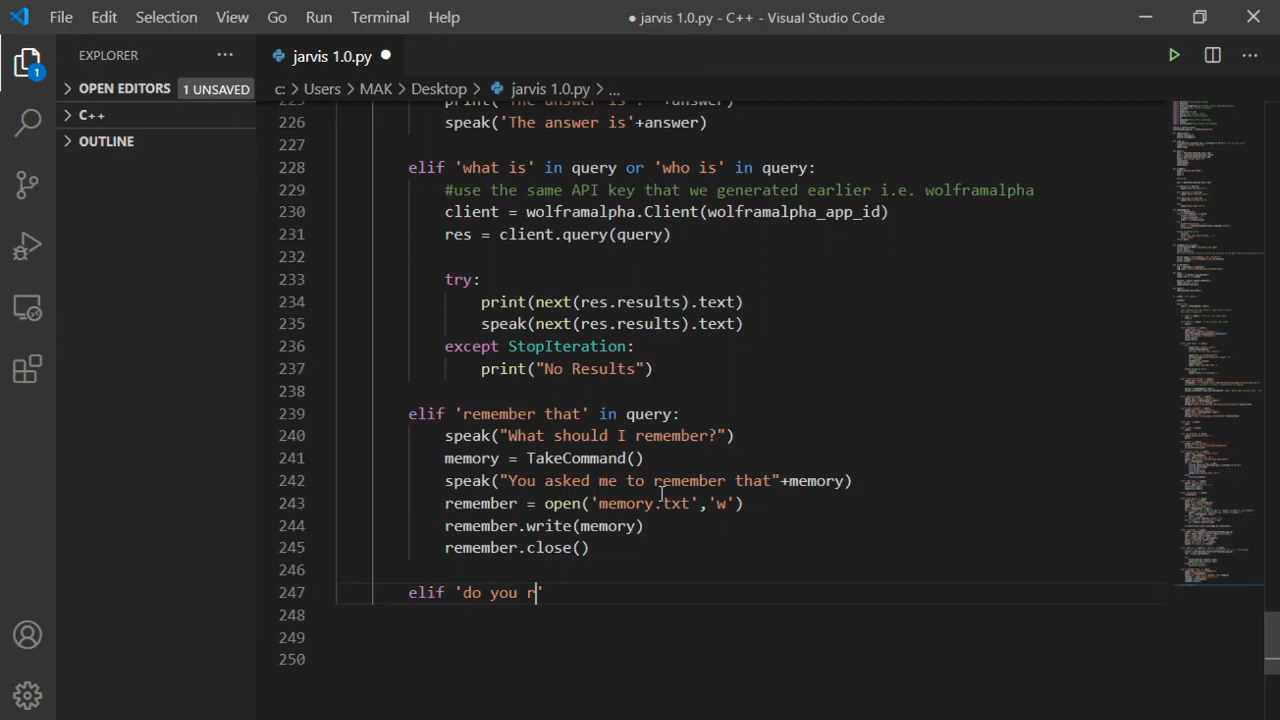 File Edit Selection View Go Run Terminal Help
● jarvis 1.0.py - C++ - Visual Studio Code
EXPLORER ...
jarvis 1.0.py ●
1
OPEN EDITORS 1 UNSAVED
C++
OUTLINE
c: > Users > MAK > Desktop > jarvis 1.0.py > ...
225 print('The answer is : '+answer)
226 speak('The answer is'+answer)
227
228 elif 'what is' in query or 'who is' in query:
229 #use the same API key that we generated earlier i.e. wolframalpha
230 client = wolframalpha.Client(wolframalpha_app_id)
231 res = client.query(query)
232
233 try:
234 print(next(res.results).text)
235 speak(next(res.results).text)
236 except StopIteration:
237 print("No Results")
238
239 elif 'remember that' in query:
240 speak("What should I remember?")
241 memory = TakeCommand()
242 speak("You asked me to remember that"+memory)
243 remember = open('memory.txt','w')
244 remember.write(memory)
245 remember.close()
246
247 elif 'do you r'
248
249
250